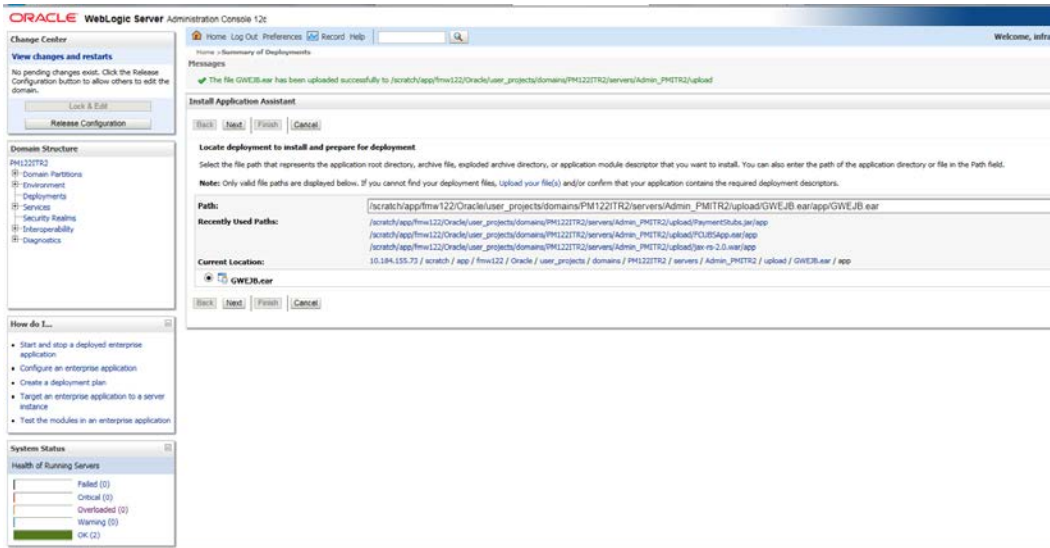 ORACLE WebLogic Server Administration Console 12c
Change Center
View changes and restarts
No pending changes exist. Click the Release
Configuration button to allow others to edit the
domain.
Lock & Edit
Release Configuration
Domain Structure
PM122ITR2
Domain Partitions
Environment
Deployments
Services
Security Realms
Interoperability
Diagnostics
How do I...
Start and stop a deployed enterprise
application
Configure an enterprise application
Create a deployment plan
Target an enterprise application to a server
instance
Test the modules in an enterprise application
System Status
Health of Running Servers
Failed (0)
Critical (0)
Overloaded (0)
Warning (0)
OK (2)
Home Log Out Preferences Record Help
Welcome, infra
Home >Summary of Deployments
Messages
The file GWEJB.ear has been uploaded successfully to /scratch/app/fmw122/Oracle/user_projects/domains/PM122ITR2/servers/Admin_PMITR2/upload
Install Application Assistant
Back Next Finish Cancel
Locate deployment to install and prepare for deployment
Select the file path that represents the application root directory, archive file, exploded archive directory, or application module descriptor that you want to install. You can also enter the path of the application directory or file in the Path field.
Note: Only valid file paths are displayed below. If you cannot find your deployment files, Upload your file(s) and/or confirm that your application contains the required deployment descriptors.
Path: /scratch/app/fmw122/Oracle/user_projects/domains/PM122ITR2/servers/Admin_PMITR2/upload/GWEJB.ear/app/GWEJB.ear
Recently Used Paths: /scratch/app/fmw122/Oracle/user_projects/domains/PM122ITR2/servers/Admin_PMITR2/upload/PaymentStubs.jar/app
/scratch/app/fmw122/Oracle/user_projects/domains/PM122ITR2/servers/Admin_PMITR2/upload/FCUBSApp.ear/app
/scratch/app/fmw122/Oracle/user_projects/domains/PM122ITR2/servers/Admin_PMITR2/upload/jax-rs-2.0.war/app
Current Location: 10.184.155.73 / scratch / app / fmw122 / Oracle / user_projects / domains / PM122ITR2 / servers / Admin_PMITR2 / upload / GWEJB.ear / app
GWEJB.ear
Back Next Finish Cancel